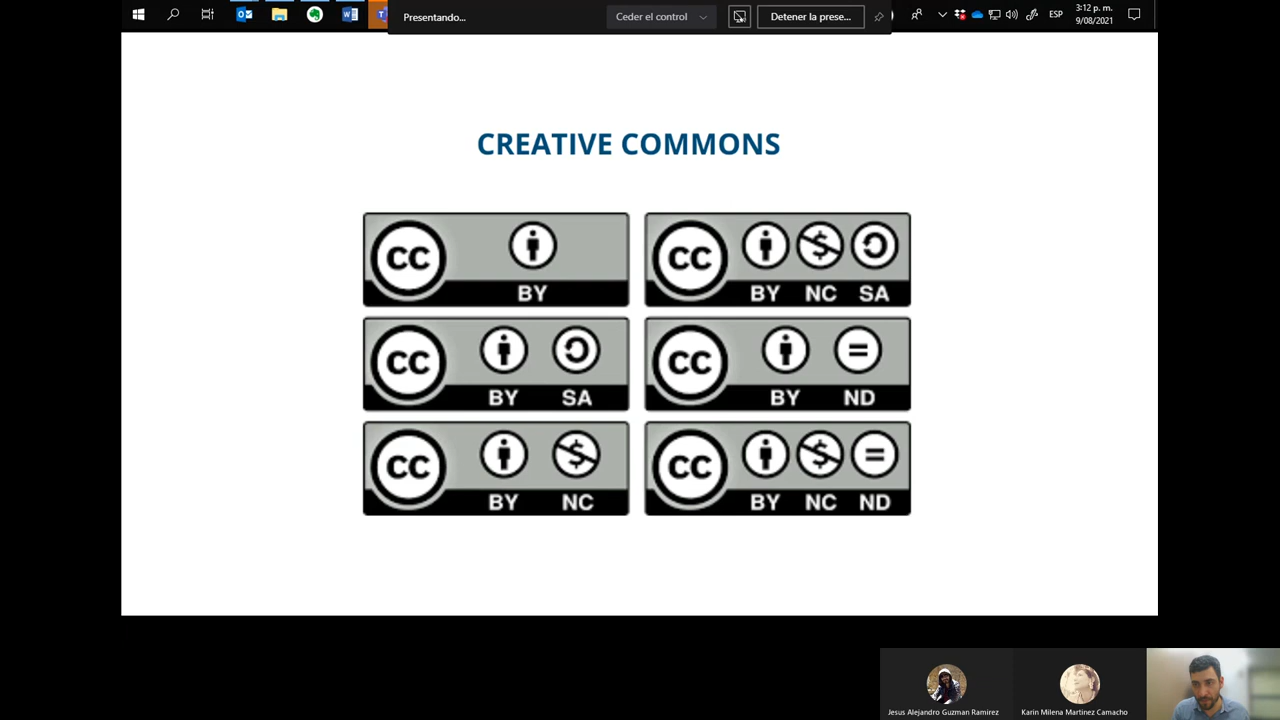 Presentando...
Ceder el control
Detener la prese...
ESP
3:12 p. m.
9/08/2021
CREATIVE COMMONS
CC BY
CC BY NC SA
CC BY SA
CC BY ND
CC BY NC
CC BY NC ND
Jesus Alejandro Guzman Ramirez
Karin Milena Martinez Camacho